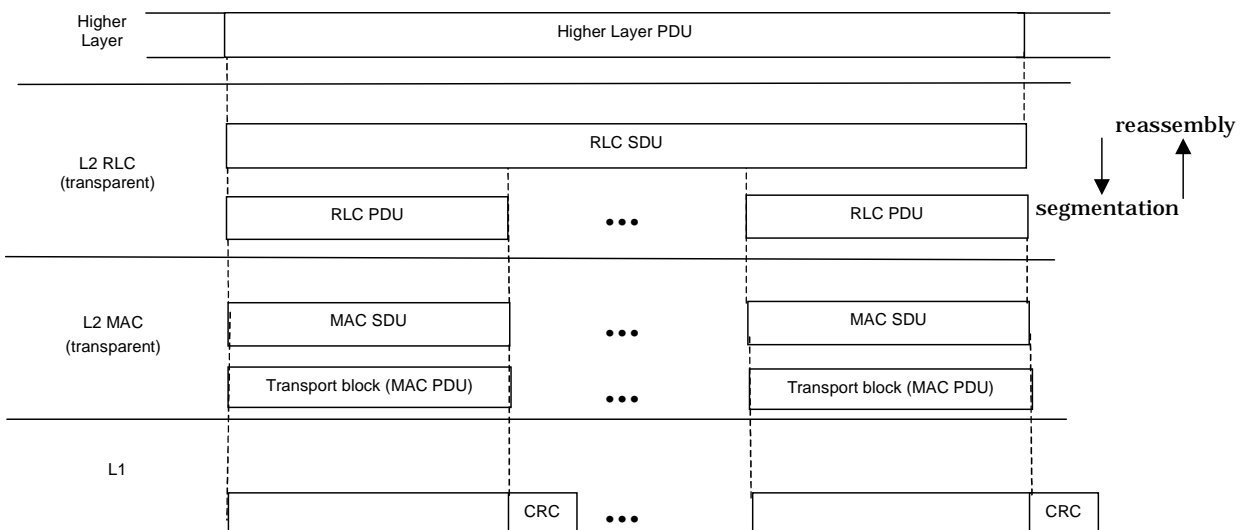 Higher
Layer
Higher Layer PDU
RLC SDU
reassembly
L2 RLC
(transparent)
RLC PDU
•••
RLC PDU
segmentation
L2 MAC
(transparent)
MAC SDU
•••
MAC SDU
Transport block (MAC PDU)
•••
Transport block (MAC PDU)
L1
CRC
•••
CRC